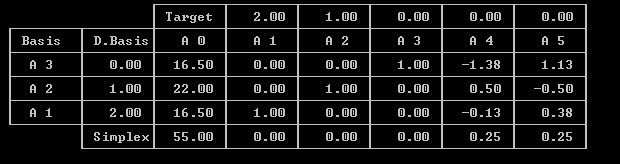 Target 2.00 1.00 0.00 0.00 0.00
Basis D.Basis A 0 A 1 A 2 A 3 A 4 A 5
A 3 0.00 16.50 0.00 0.00 1.00 -1.38 1.13
A 2 1.00 22.00 0.00 1.00 0.00 0.50 -0.50
A 1 2.00 16.50 1.00 0.00 0.00 -0.13 0.38
Simplex 55.00 0.00 0.00 0.00 0.25 0.25